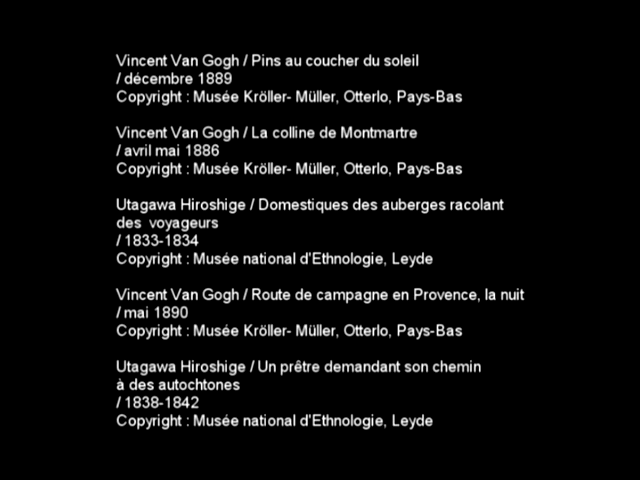 Vincent Van Gogh / Pins au coucher du soleil
/ décembre 1889
Copyright : Musée Kröller- Müller, Otterlo, Pays-Bas
Vincent Van Gogh / La colline de Montmartre
/ avril mai 1886
Copyright : Musée Kröller- Müller, Otterlo, Pays-Bas
Utagawa Hiroshige / Domestiques des auberges racolant
des  voyageurs
/ 1833-1834
Copyright : Musée national d'Ethnologie, Leyde
Vincent Van Gogh / Route de campagne en Provence, la nuit
/ mai 1890
Copyright : Musée Kröller- Müller, Otterlo, Pays-Bas
Utagawa Hiroshige / Un prêtre demandant son chemin
à des autochtones
/ 1838-1842
Copyright : Musée national d'Ethnologie, Leyde